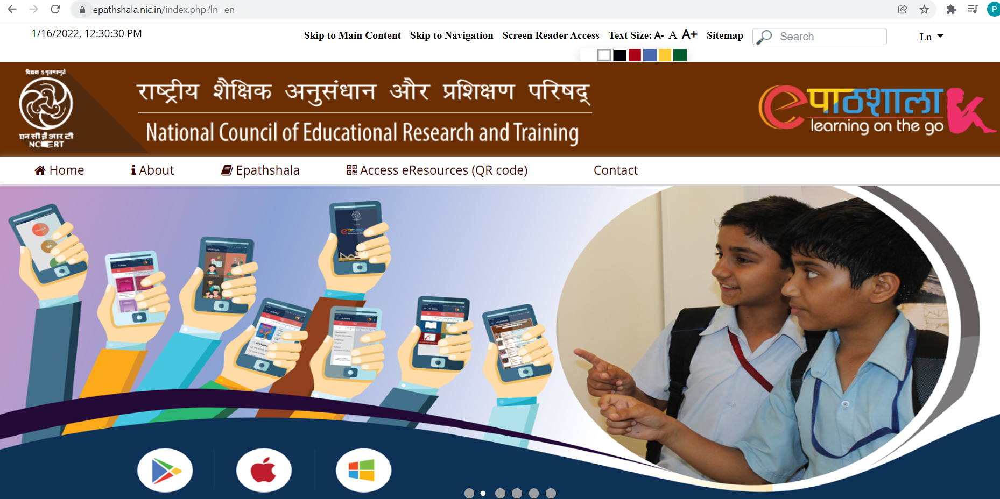 epathshala.nic.in/index.php?ln=en
P
1/16/2022, 12:30:30 PM
Skip to Main Content Skip to Navigation Screen Reader Access Text Size: A- A A+ Sitemap Search Ln
एन सी ई आर टी
NCERT
राष्ट्रीय शैक्षिक अनुसंधान और प्रशिक्षण परिषद्
National Council of Educational Research and Training
eपाठशाला
learning on the go
Home About Epathshala Access eResources (QR code) Contact